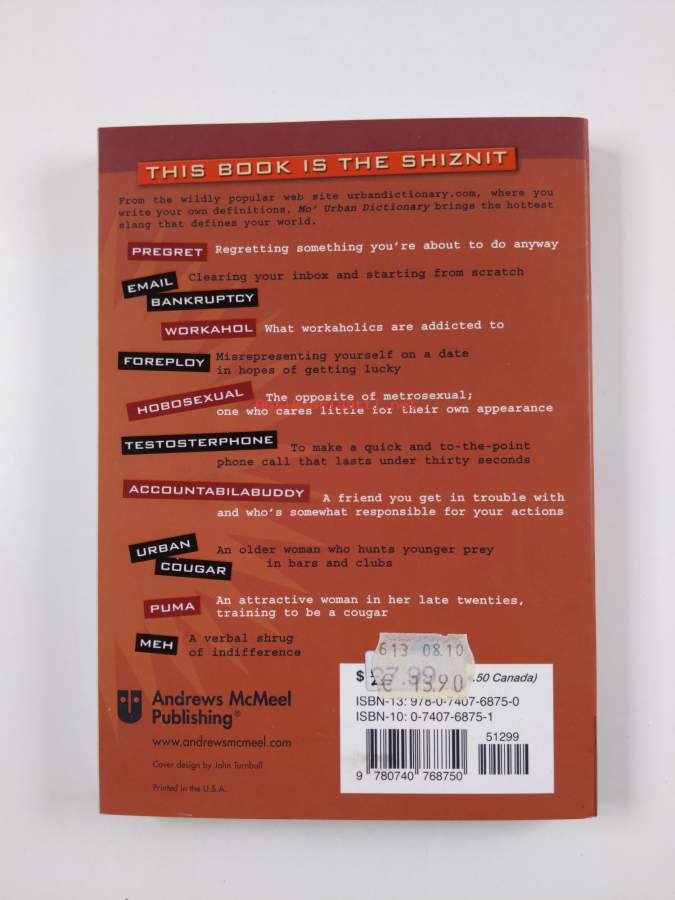 THIS BOOK IS THE SHIZNIT
From the wildly popular web site urbandictionary.com, where you
write your own definitions, Mo' Urban Dictionary brings the hottest
slang that defines your world.
PREGRET Regretting something you're about to do anyway
EMAIL BANKRUPTCY Clearing your inbox and starting from scratch
WORKAHOL What workaholics are addicted to
FOREPLOY Misrepresenting yourself on a date
in hopes of getting lucky
HOBOSEXUAL The opposite of metrosexual;
one who cares little for their own appearance
TESTOSTERPHONE To make a quick and to-the-point
phone call that lasts under thirty seconds
ACCOUNTABILABUDDY A friend you get in trouble with
and who's somewhat responsible for your actions
URBAN COUGAR An older woman who hunts younger prey
in bars and clubs
PUMA An attractive woman in her late twenties,
training to be a cougar
MEH A verbal shrug
of indifference
613 08.10
€ 13.90
$ .50 Canada)
ISBN-13: 978-0-7407-6875-0
ISBN-10: 0-7407-6875-1
51299
9 780740 768750
Andrews McMeel
Publishing®
www.andrewsmcmeel.com
Cover design by John Turnbull
Printed in the U.S.A.